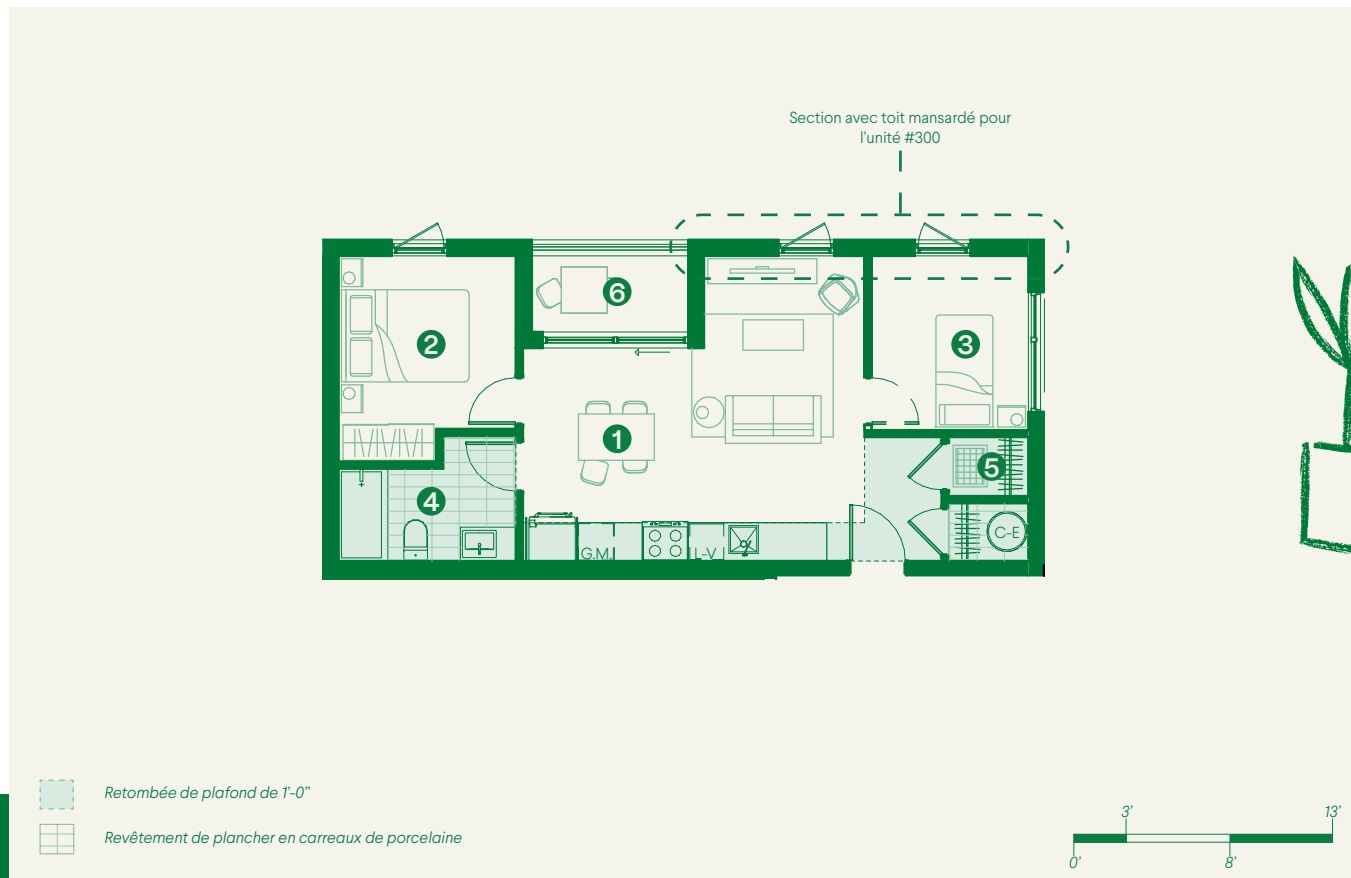 Section avec toit mansardé pour
l’unité #300
6
2
3
1
5
4
G.M.
L-V
C-E
Retombée de plafond de 1'-0”
Revêtement de plancher en carreaux de porcelaine
3’
13’
0’
8’